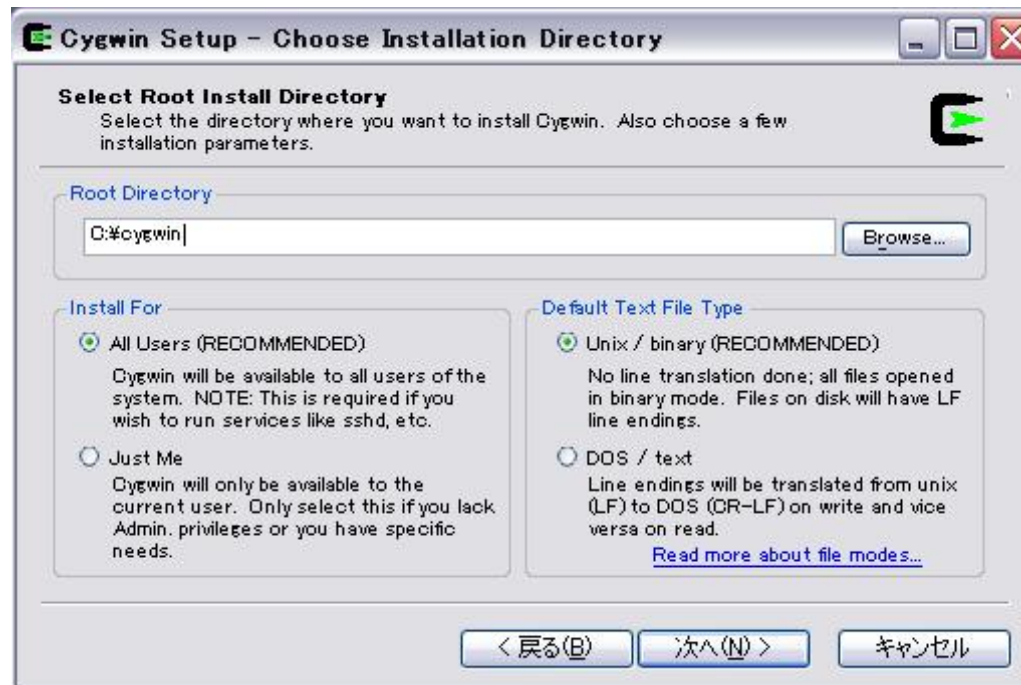 Cygwin Setup - Choose Installation Directory
Select Root Install Directory
Select the directory where you want to install Cygwin. Also choose a few
installation parameters.
Root Directory
C:¥cygwin
Browse...
Install For
All Users (RECOMMENDED)
Cygwin will be available to all users of the
system. NOTE: This is required if you
wish to run services like sshd, etc.
Just Me
Cygwin will only be available to the
current user. Only select this if you lack
Admin. privileges or you have specific
needs.
Default Text File Type
Unix / binary (RECOMMENDED)
No line translation done; all files opened
in binary mode. Files on disk will have LF
line endings.
DOS / text
Line endings will be translated from unix
(LF) to DOS (CR-LF) on write and vice
versa on read.
Read more about file modes...
< 戻る(B)
次へ(N) >
キャンセル